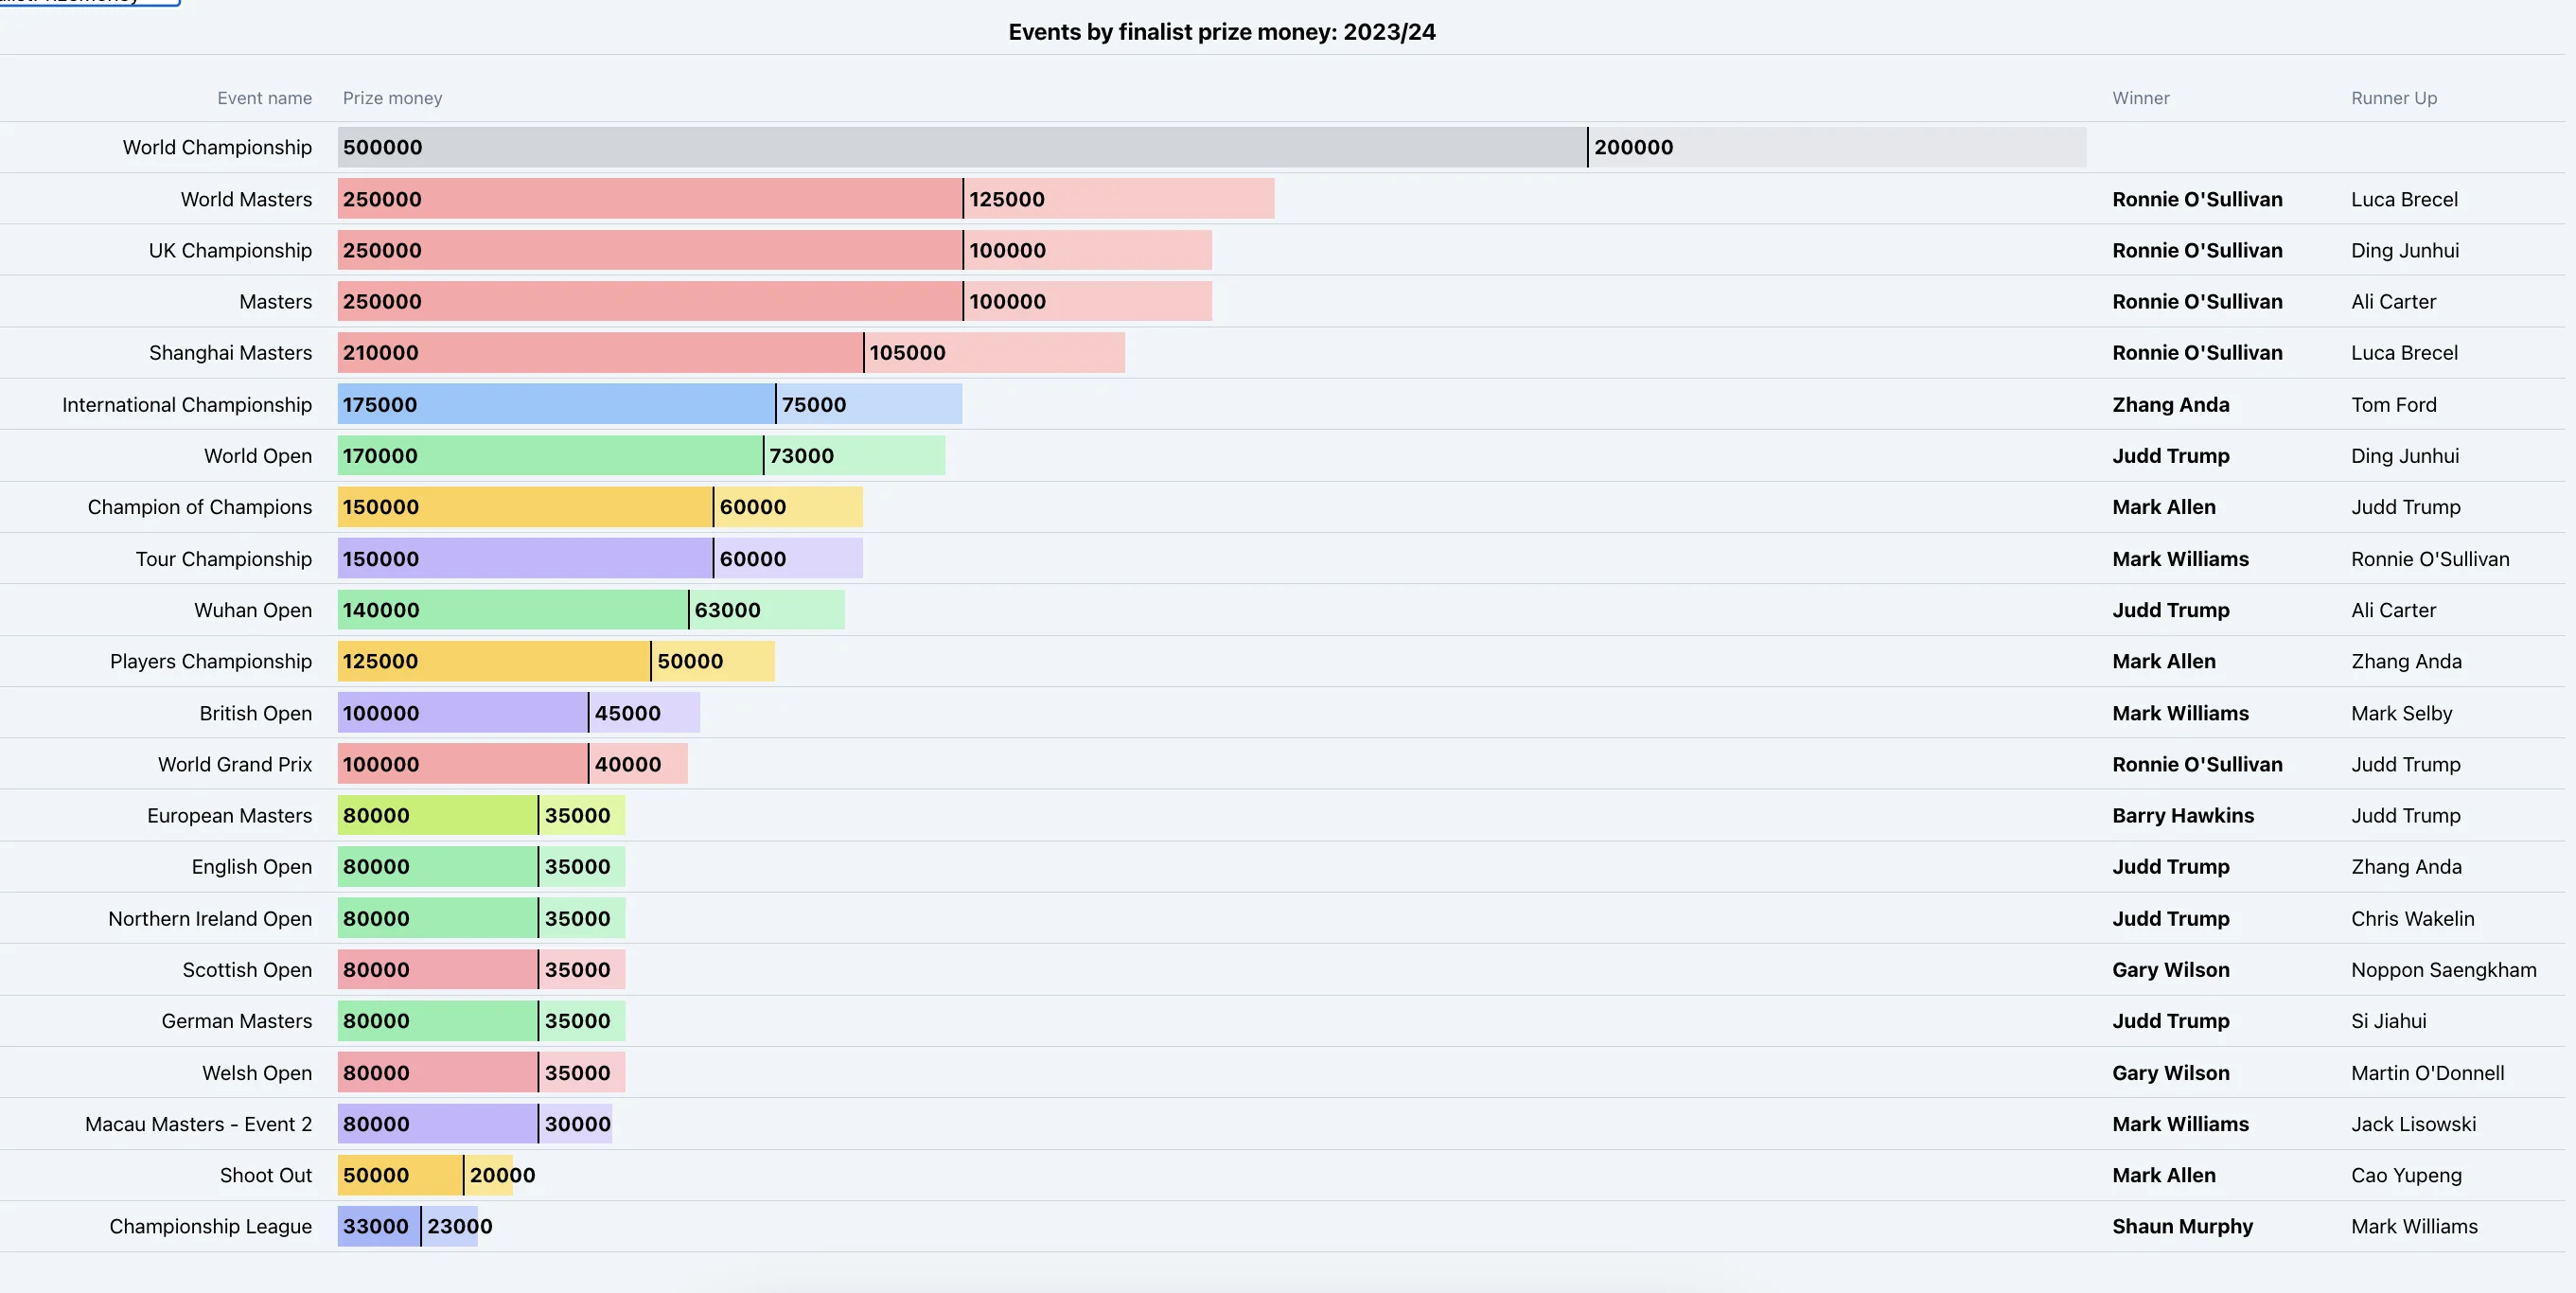 Events by finalist prize money: 2023/24
Event name Prize money Winner Runner Up
World Championship 500000 200000
World Masters 250000 125000 Ronnie O'Sullivan Luca Brecel
UK Championship 250000 100000 Ronnie O'Sullivan Ding Junhui
Masters 250000 100000 Ronnie O'Sullivan Ali Carter
Shanghai Masters 210000 105000 Ronnie O'Sullivan Luca Brecel
International Championship 175000 75000 Zhang Anda Tom Ford
World Open 170000 73000 Judd Trump Ding Junhui
Champion of Champions 150000 60000 Mark Allen Judd Trump
Tour Championship 150000 60000 Mark Williams Ronnie O'Sullivan
Wuhan Open 140000 63000 Judd Trump Ali Carter
Players Championship 125000 50000 Mark Allen Zhang Anda
British Open 100000 45000 Mark Williams Mark Selby
World Grand Prix 100000 40000 Ronnie O'Sullivan Judd Trump
European Masters 80000 35000 Barry Hawkins Judd Trump
English Open 80000 35000 Judd Trump Zhang Anda
Northern Ireland Open 80000 35000 Judd Trump Chris Wakelin
Scottish Open 80000 35000 Gary Wilson Noppon Saengkham
German Masters 80000 35000 Judd Trump Si Jiahui
Welsh Open 80000 35000 Gary Wilson Martin O'Donnell
Macau Masters - Event 2 80000 30000 Mark Williams Jack Lisowski
Shoot Out 50000 20000 Mark Allen Cao Yupeng
Championship League 33000 23000 Shaun Murphy Mark Williams